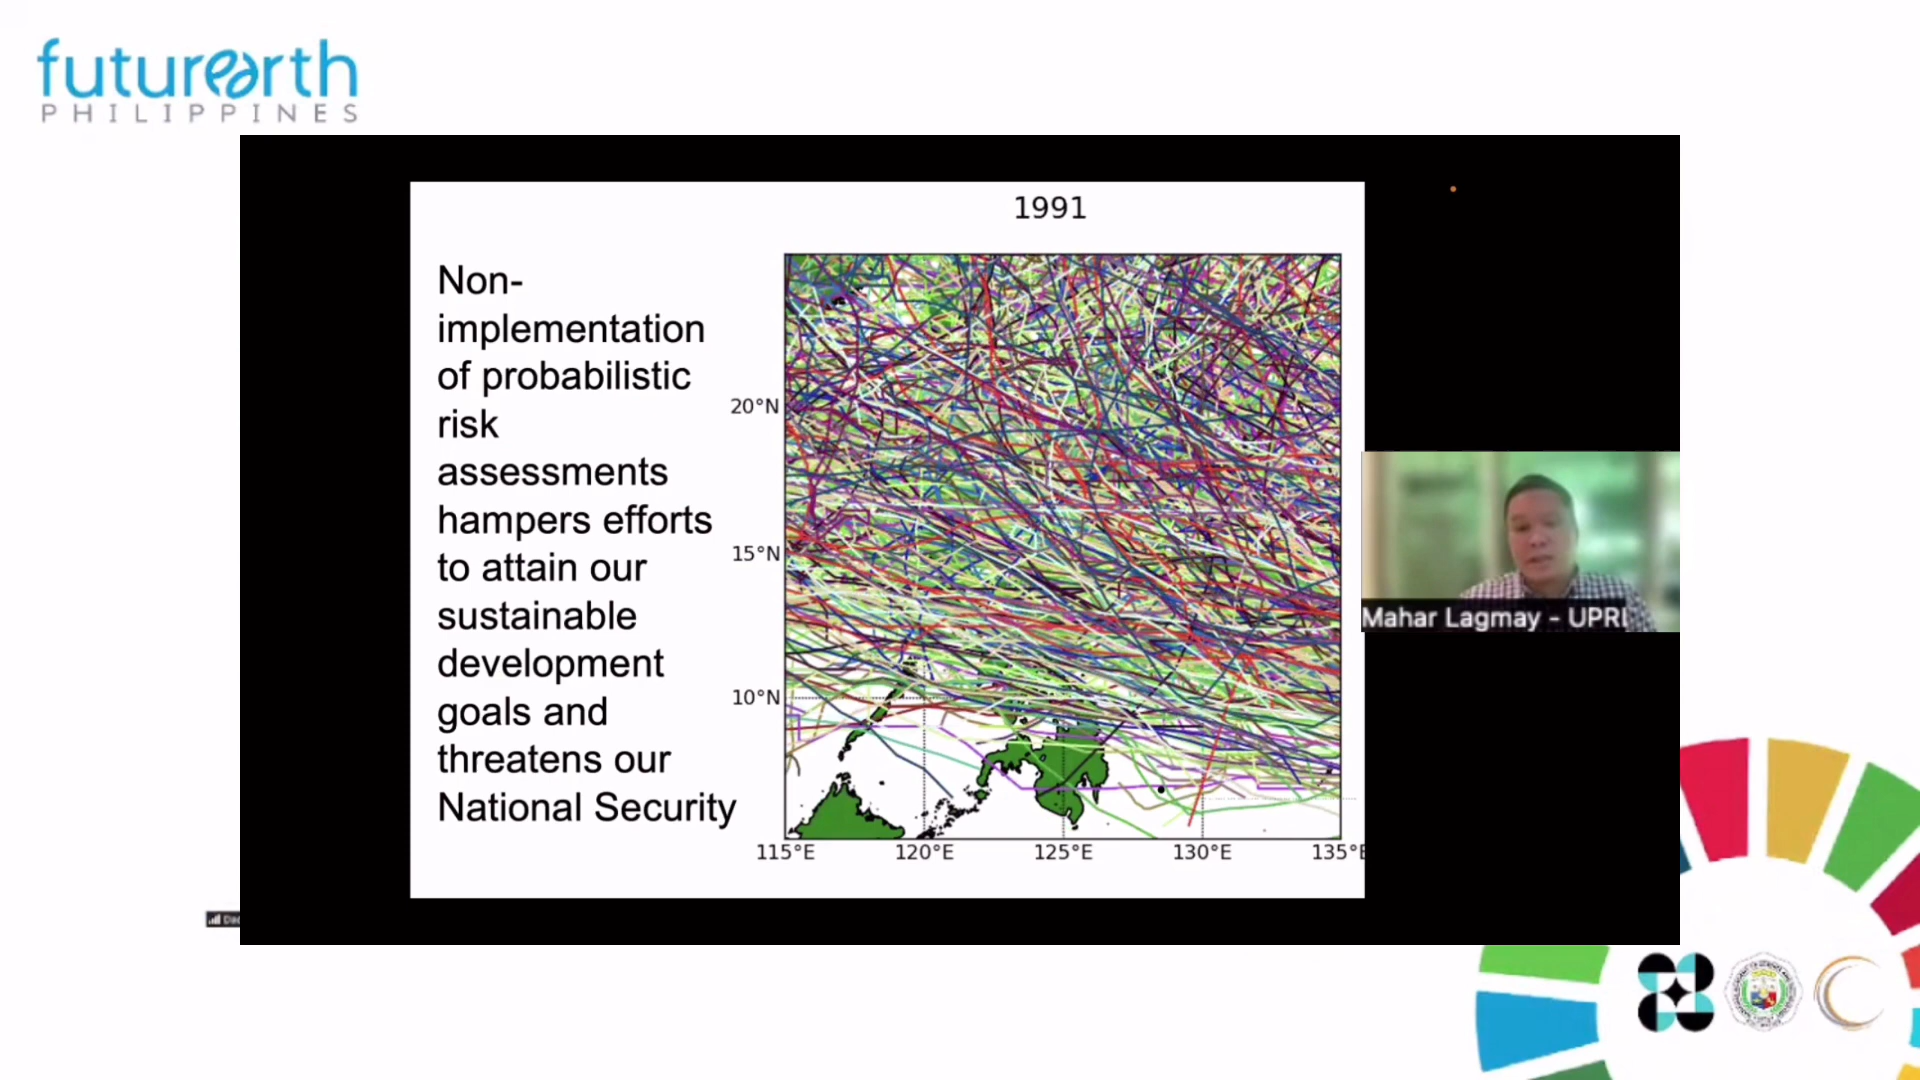 futurearth
PHILIPPINES
1991
Non-
implementation
of probabilistic
risk
assessments
hampers efforts
to attain our
sustainable
development
goals and
threatens our
National Security
20°N
15°N
10°N
115°E
120°E
125°E
130°E
135°E
Mahar Lagmay - UPRI